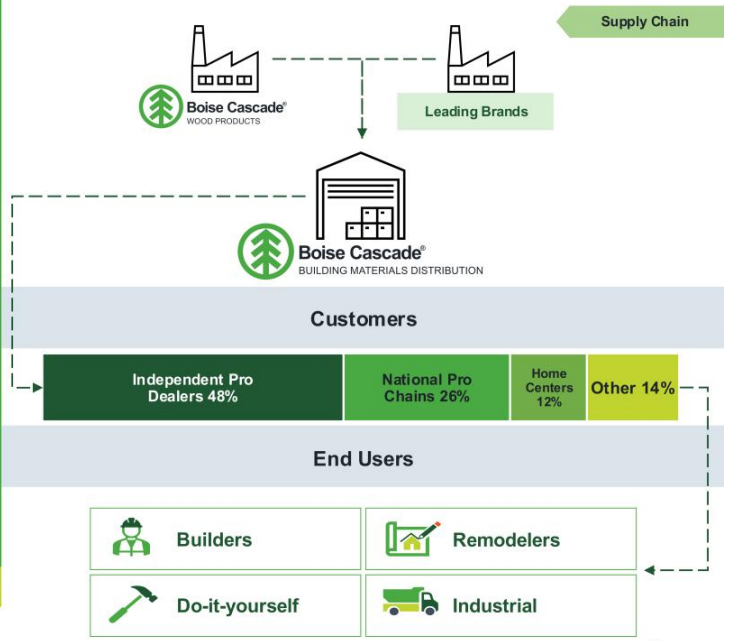 Supply Chain
Boise Cascade®
WOOD PRODUCTS
Leading Brands
Boise Cascade®
BUILDING MATERIALS DISTRIBUTION
Customers
Independent Pro
Dealers 48%
National Pro
Chains 26%
Home
Centers
12%
Other 14%
End Users
Builders
Remodelers
Do-it-yourself
Industrial